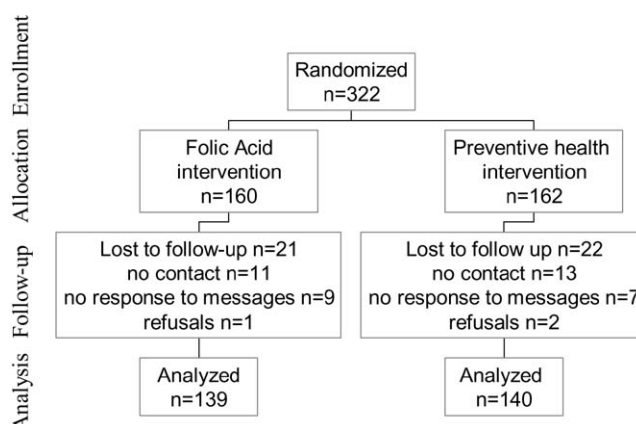 Enrollment
Randomized
n=322
Allocation
Folic Acid
intervention
n=160
Preventive health
intervention
n=162
Follow-up
Lost to follow-up n=21
no contact n=11
no response to messages n=9
refusals n=1
Lost to follow up n=22
no contact n=13
no response to messages n=7
refusals n=2
Analysis
Analyzed
n=139
Analyzed
n=140